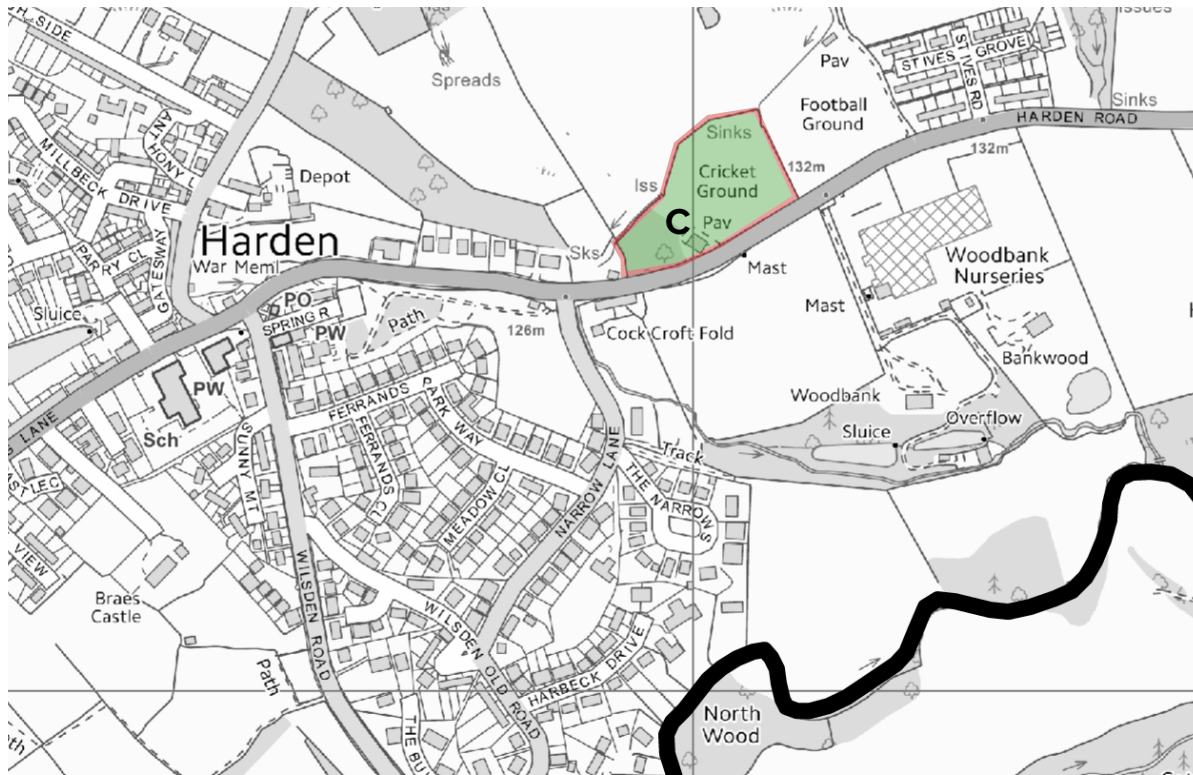 SIDE
Spreads
Issues
Pav
ST IVES GROVE
ST IVES RD
Football
Ground
Sinks
HARDEN ROAD
Sinks
132m
132m
Cricket
Ground
Iss
C
Pav
Sks
Mast
MILLBECK DRIVE
Depot
PARRY CL
GATESWAY
Harden
War Meml
Sluice
PO
SPRING R
PW
Path
126m
Cock Croft Fold
Woodbank
Nurseries
Mast
Bankwood
PW
Sch
LANE
FERRANDS PARK WAY
FERRANDS CL
MEADOW CL
SUNNY MT
NARROW LANE
Track
THE NARROWS
Woodbank
Sluice
Overflow
VIEW
Braes
Castle
Path
WILSDEN ROAD
WILSDEN OLD ROAD
HARBECK DRIVE
North
Wood